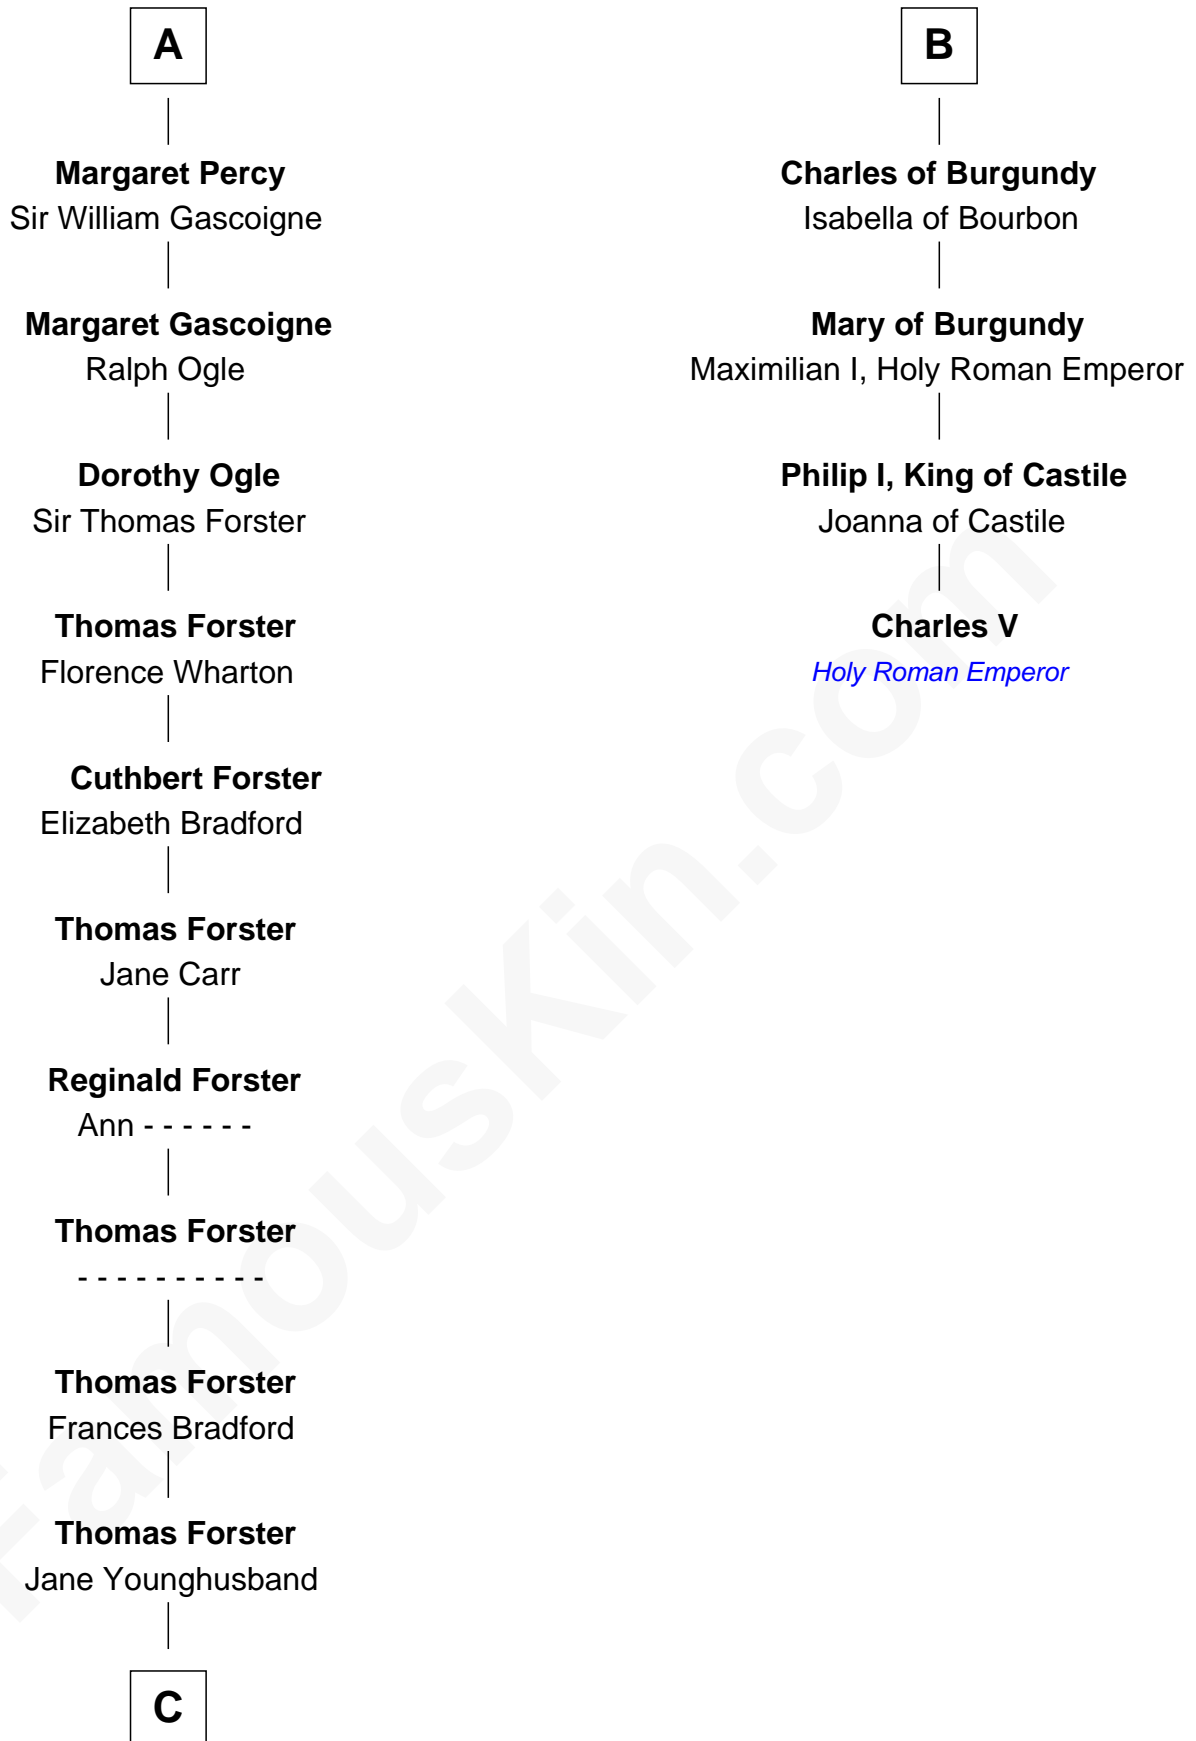 A
Margaret Percy
Sir William Gascoigne
Margaret Gascoigne
Ralph Ogle
Dorothy Ogle
Sir Thomas Forster
Thomas Forster
Florence Wharton
Cuthbert Forster
Elizabeth Bradford
Thomas Forster
Jane Carr
Reginald Forster
Ann - - - - - -
Thomas Forster
- - - - - - - - - -
Thomas Forster
Frances Bradford
Thomas Forster
Jane Younghusband
C
B
Charles of Burgundy
Isabella of Bourbon
Mary of Burgundy
Maximilian I, Holy Roman Emperor
Philip I, King of Castile
Joanna of Castile
Charles V
Holy Roman Emperor
FamousKin.com